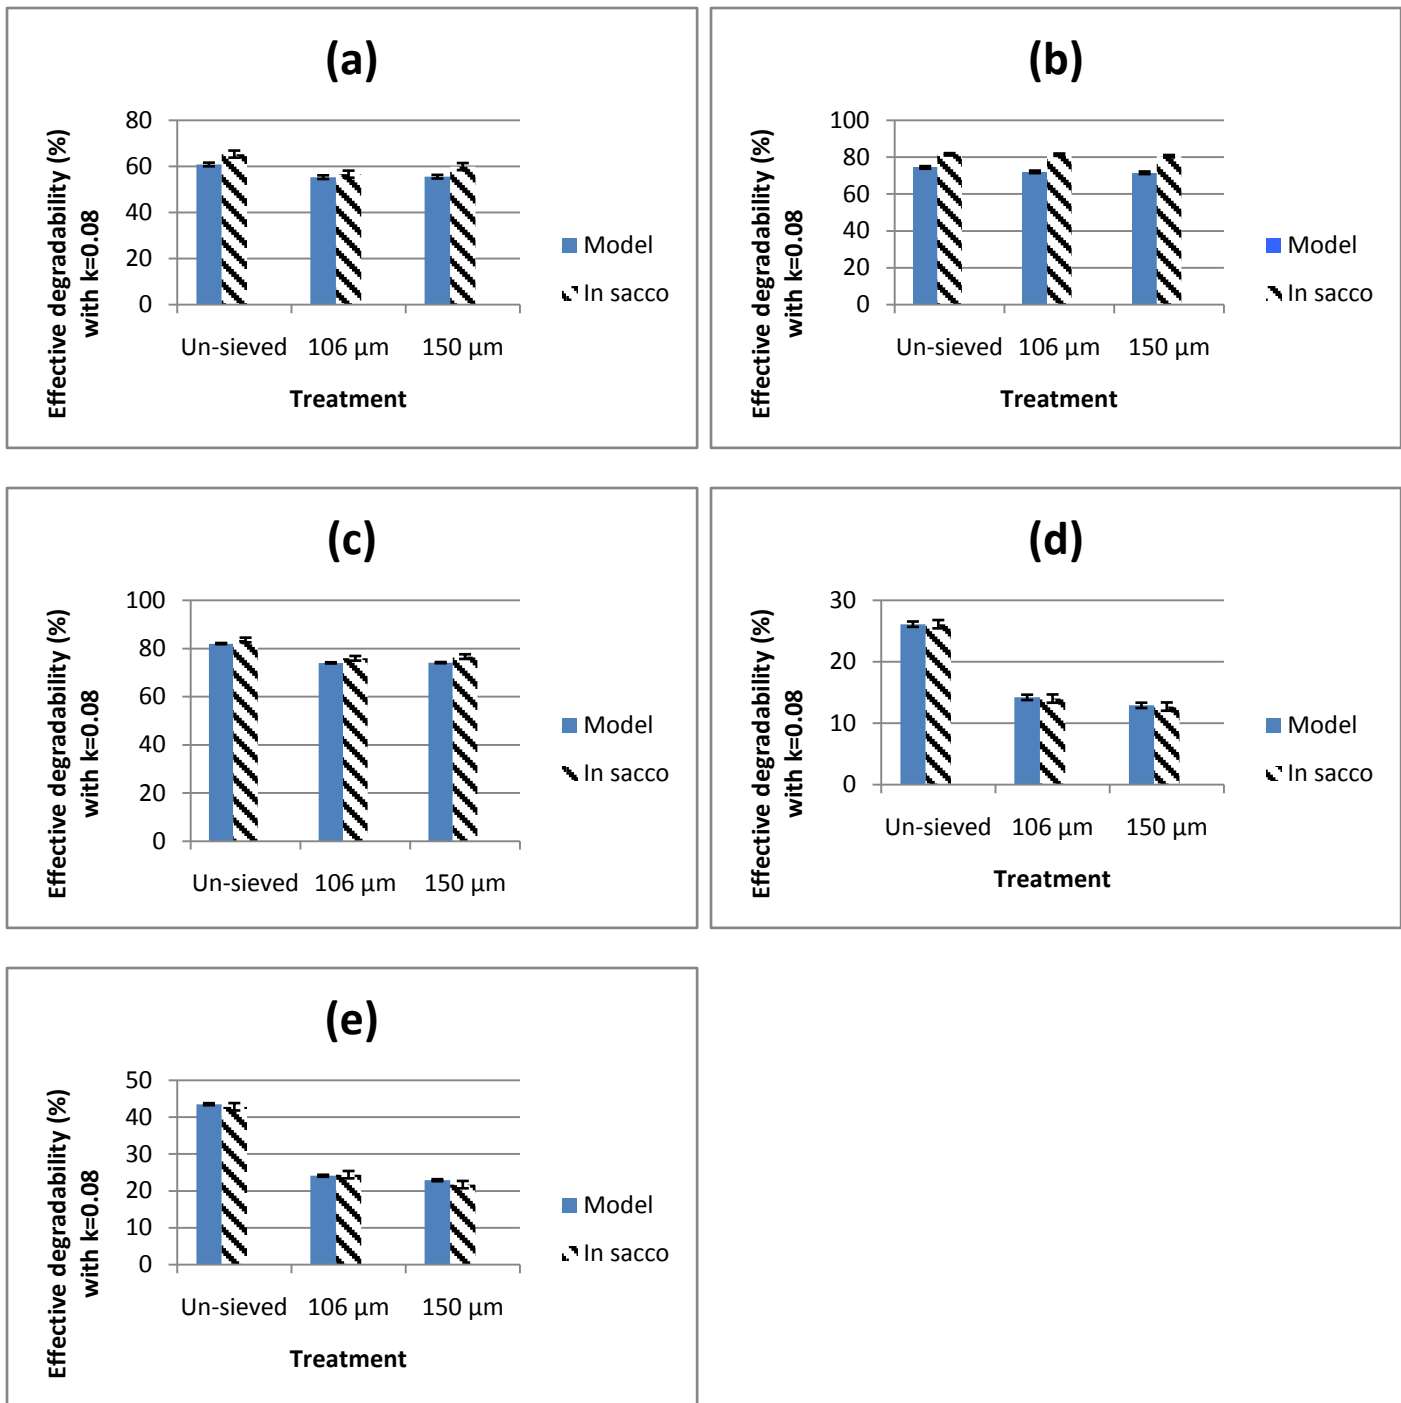 (a)
Effective degradability (%)
with k=0.08
80
60
40
20
0
Un-sieved 106 µm 150 µm
Treatment
Model
In sacco
(b)
Effective degradability (%)
with k=0.08
100
80
60
40
20
0
Un-sieved 106 µm 150 µm
Treatment
Model
In sacco
(c)
Effective degradability (%)
with k=0.08
100
80
60
40
20
0
Un-sieved 106 µm 150 µm
Model
In sacco
(d)
Effective degradability (%)
with k=0.08
30
20
10
0
Un-sieved 106 µm 150 µm
Treatment
Model
In sacco
(e)
Effective degradability (%)
with k=0.08
50
40
30
20
10
0
Un-sieved 106 µm 150 µm
Treatment
Model
In sacco